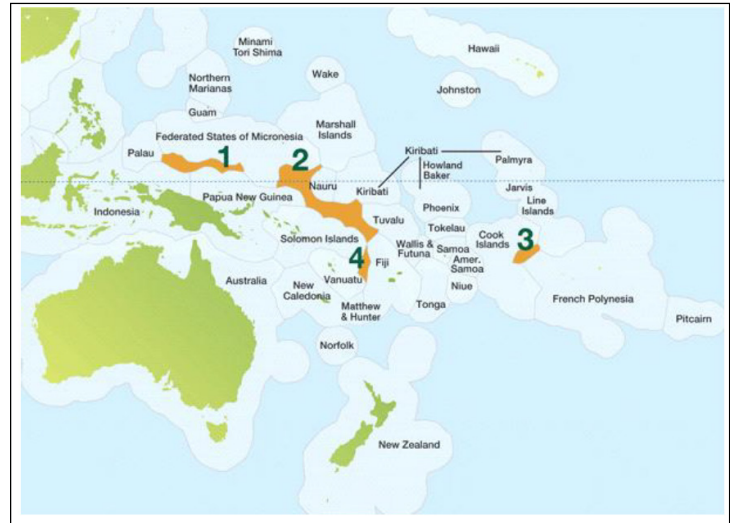 Minami
Tori Shima
Hawaii
Wake
Northern
Marianas
Johnston
Guam
Marshall
Islands
Federated States of Micronesia
Palau
1
2
Kiribati
Palmyra
Howland
Baker
Nauru
Kiribati
Jarvis
Papua New Guinea
Line
Islands
Indonesia
Phoenix
Tuvalu
Tokelau
Solomon Islands
Cook
Islands
3
Wallis &
Futuna
Samoa
4
Fiji
Amer.
Samoa
Australia
Vanuatu
New
Caledonia
Niue
French Polynesia
Matthew
& Hunter
Tonga
Pitcairn
Norfolk
New Zealand